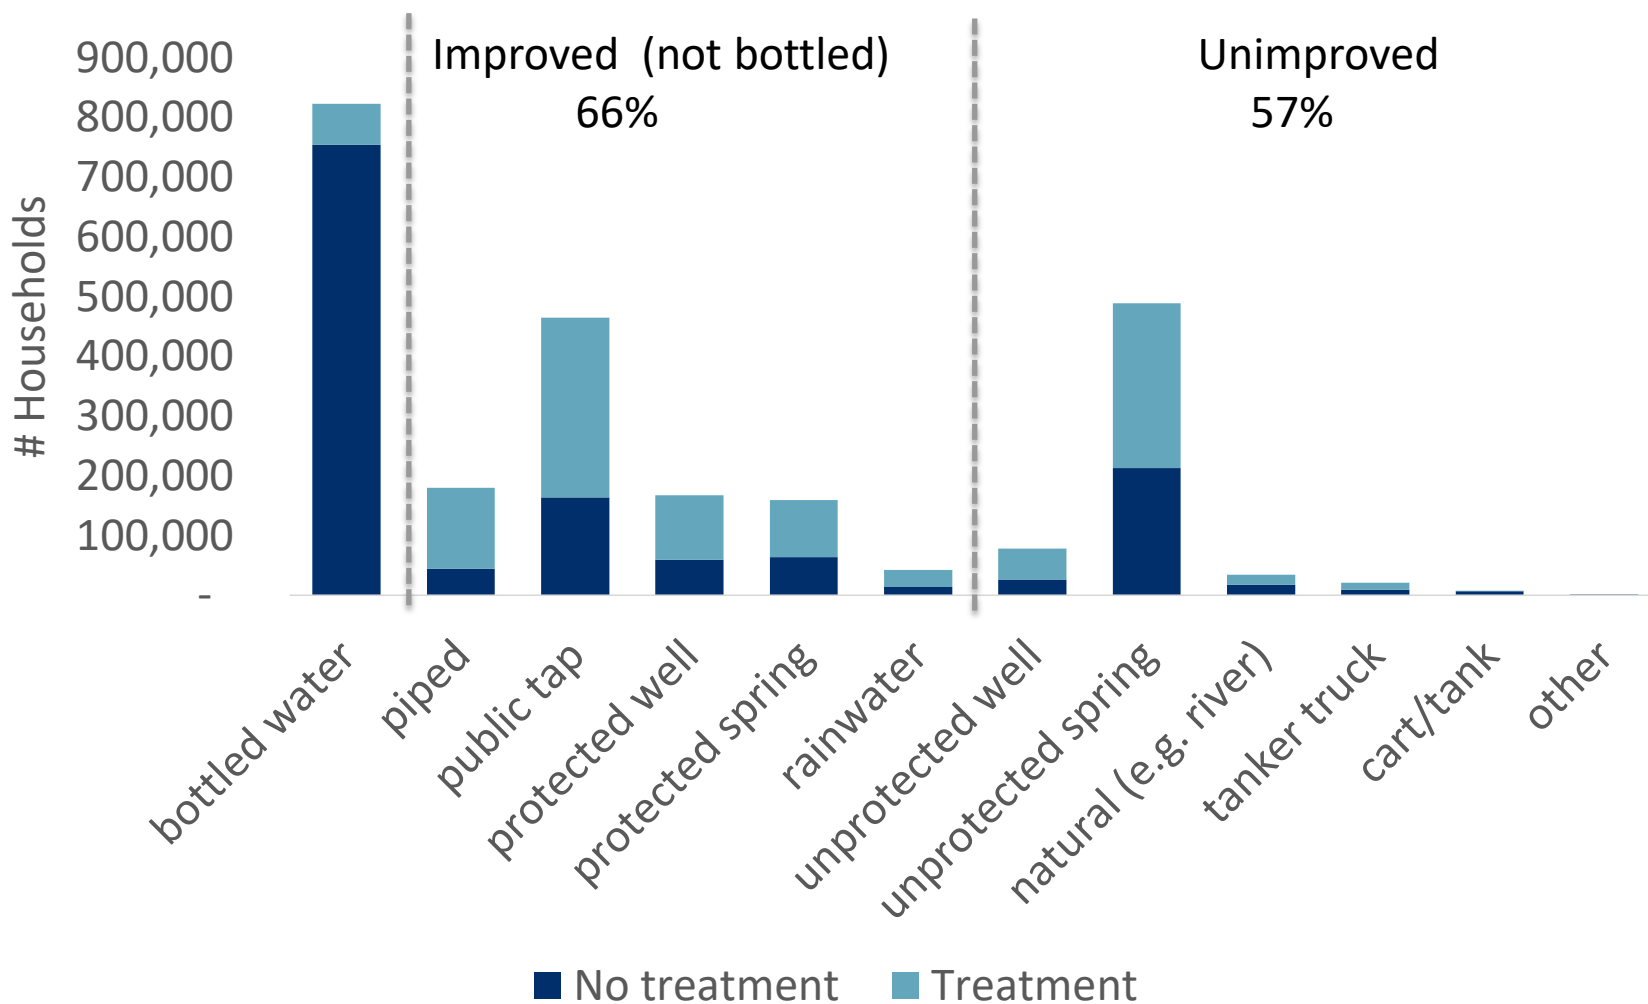 Improved (not bottled)
66%
Unimproved
57%
# Households
900,000
800,000
700,000
600,000
500,000
400,000
300,000
200,000
100,000
-
bottled water
piped
public tap
protected well
protected spring
rainwater
unprotected well
unprotected spring
natural (e.g. river)
tanker truck
cart/tank
other
No treatment
Treatment